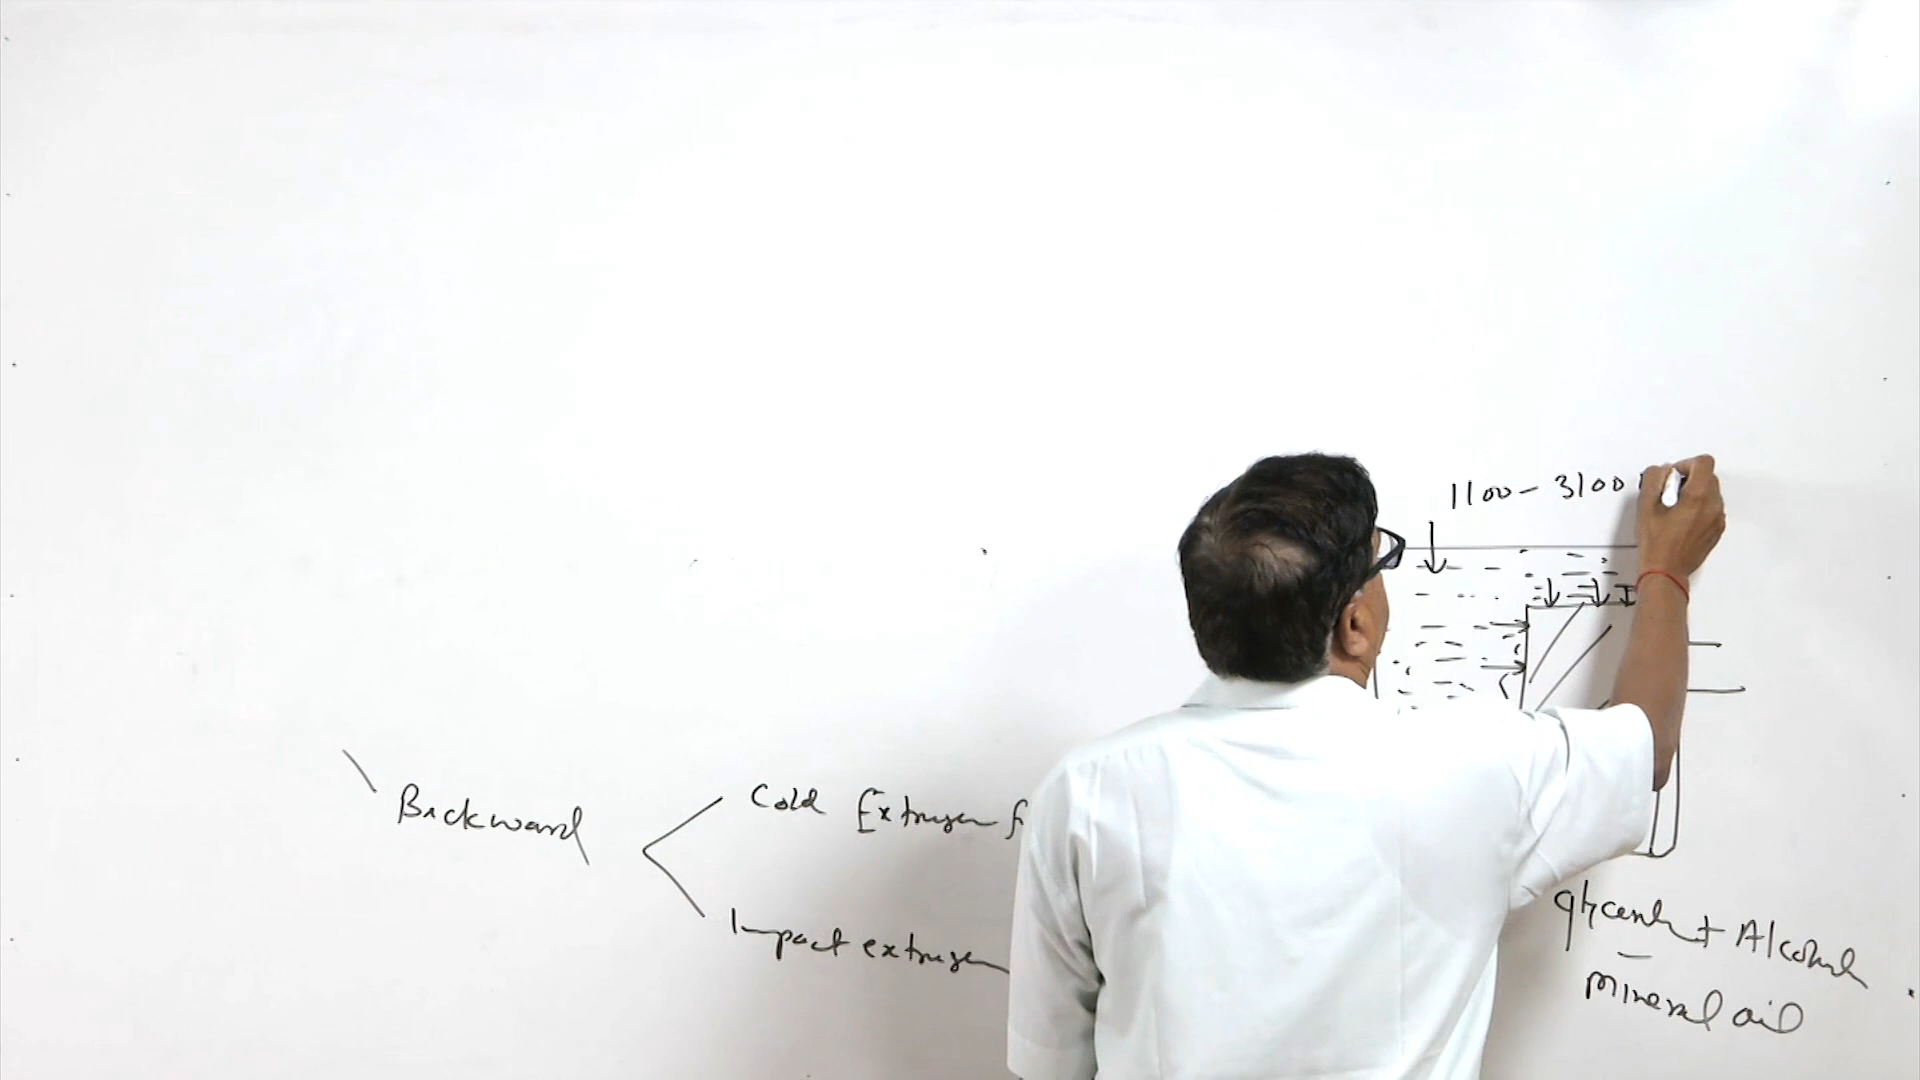 1100 - 3100
Backward
Cold Extrusion f
Impact extrusion
glycerol + Alcohol
mineral oil